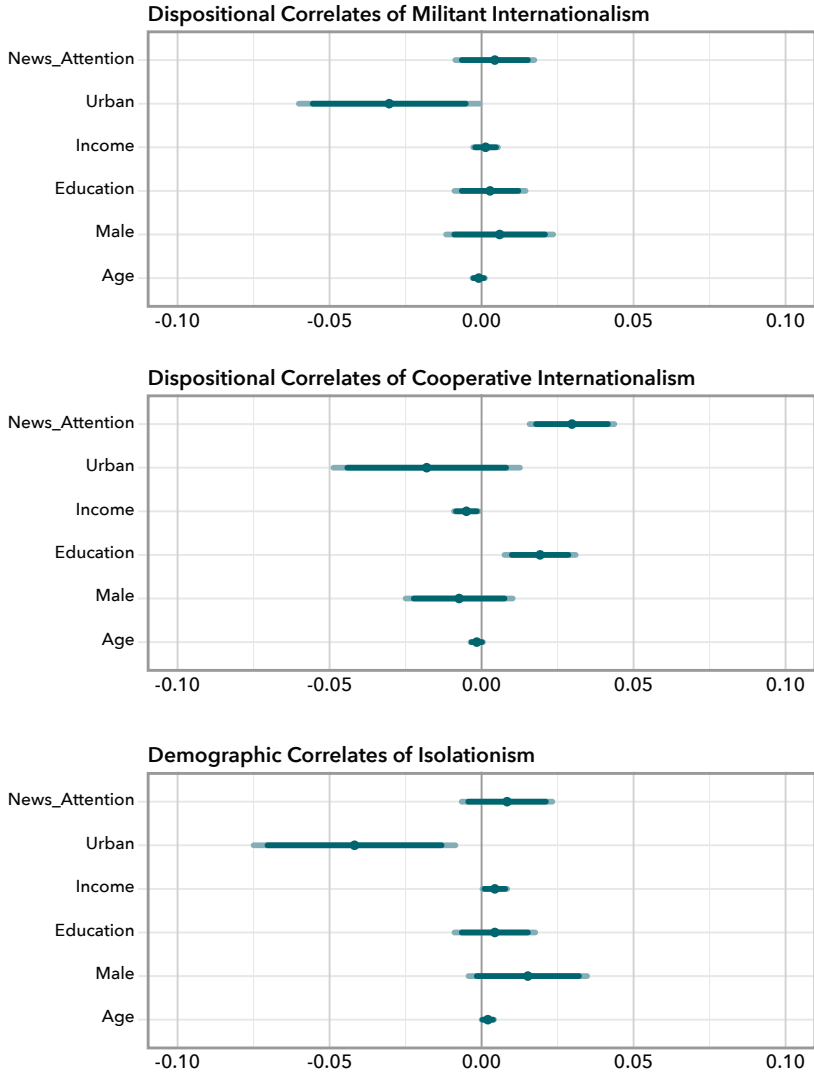 Dispositional Correlates of Militant Internationalism
News_Attention
Urban
Income
Education
Male
Age
-0.10 -0.05 0.00 0.05 0.10
Dispositional Correlates of Cooperative Internationalism
News_Attention
Urban
Income
Education
Male
Age
-0.10 -0.05 0.00 0.05 0.10
Demographic Correlates of Isolationism
News_Attention
Urban
Income
Education
Male
Age
-0.10 -0.05 0.00 0.05 0.10